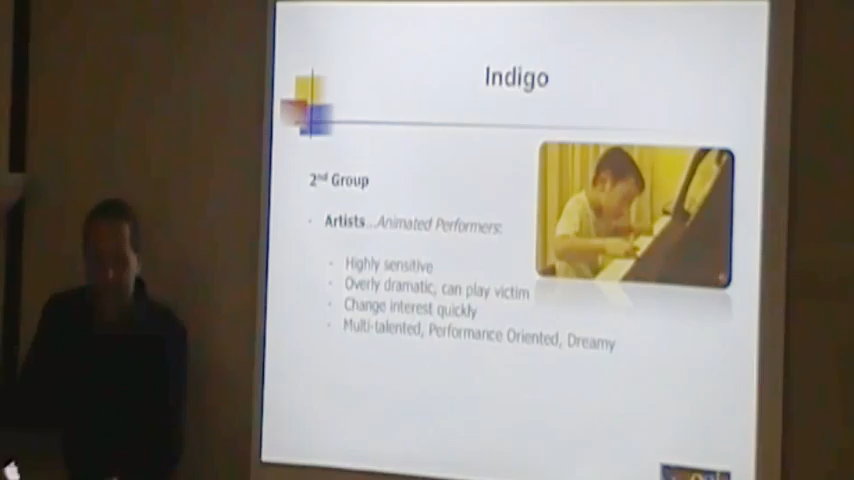 Indigo
2nd Group
- Artists...Animated Performers:
- Highly sensitive
- Overly dramatic, can play victim
- Change interest quickly
- Multi-talented, Performance Oriented, Dreamy